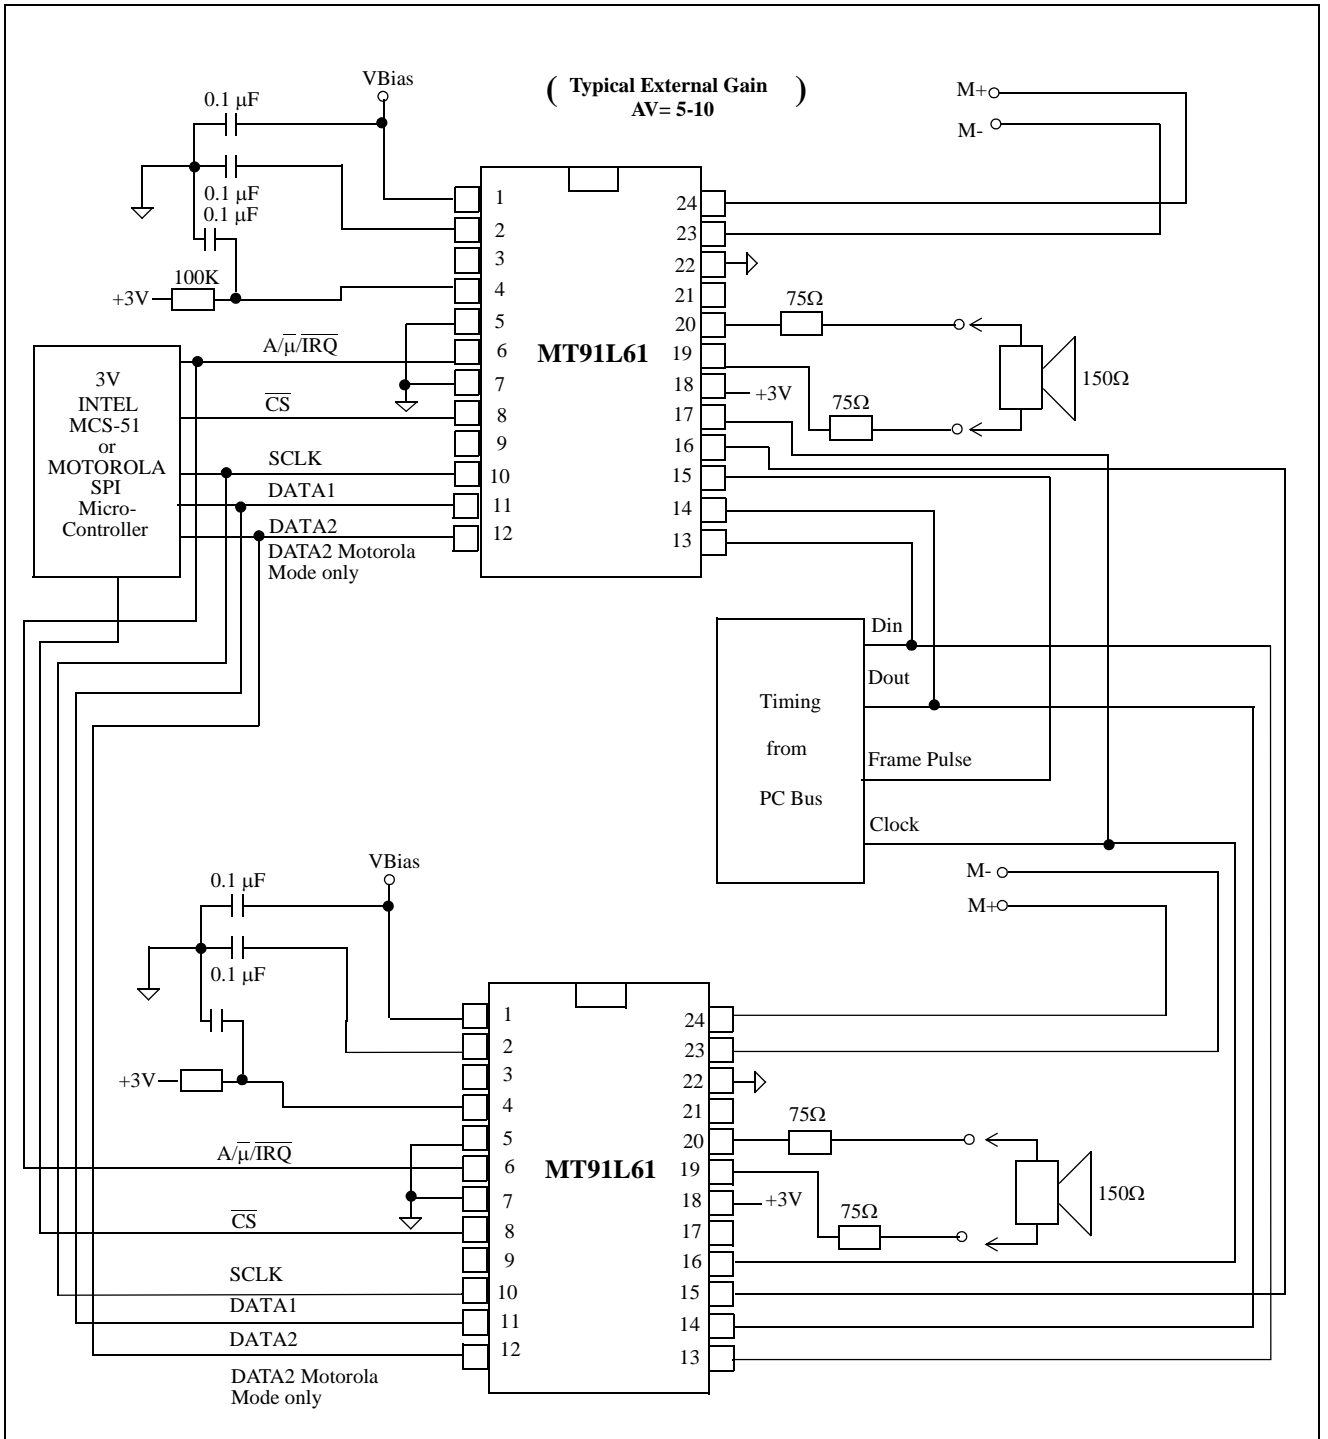 VBias
( Typical External Gain )
AV= 5-10
M+
M-
0.1 μF
0.1 μF
0.1 μF
100K
+3V
A/μ̅/I̅R̅Q̅
C̅S̅
SCLK
DATA1
DATA2
DATA2 Motorola
Mode only
3V
INTEL
MCS-51
or
MOTOROLA
SPI
Micro-
Controller
1
2
3
4
5
6
7
8
9
10
11
12
MT91L61
24
23
22
21
20
19
18
17
16
15
14
13
+3V
75Ω
75Ω
150Ω
Timing
from
PC Bus
Din
Dout
Frame Pulse
Clock
M-
M+
VBias
0.1 μF
0.1 μF
+3V
A/μ̅/I̅R̅Q̅
C̅S̅
SCLK
DATA1
DATA2
DATA2 Motorola
Mode only
1
2
3
4
5
6
7
8
9
10
11
12
MT91L61
24
23
22
21
20
19
18
17
16
15
14
13
+3V
75Ω
75Ω
150Ω